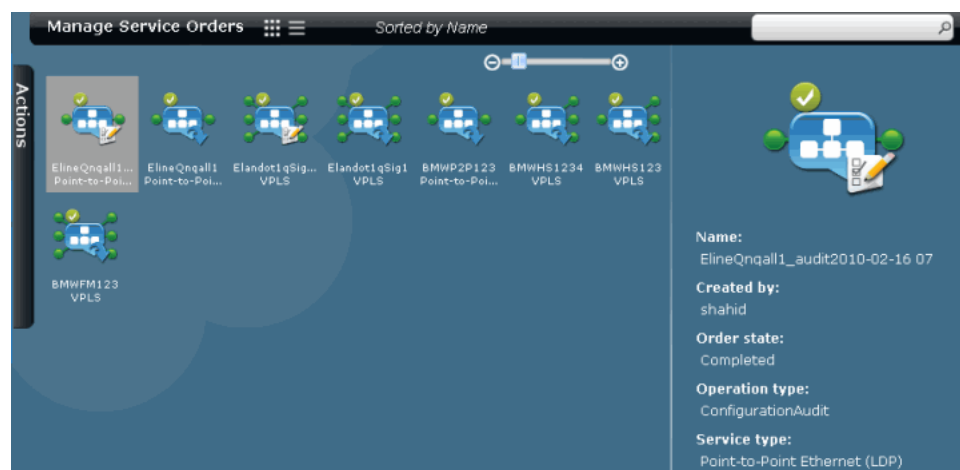 Manage Service Orders
Sorted by Name
Actions
ElineQnqall1...
Point-to-Poi...
ElineQnqall1
Point-to-Poi...
Elandot1qSig...
VPLS
Elandot1qSig1
VPLS
BMWP2P123
Point-to-Poi...
BMWHS1234
VPLS
BMWHS123
VPLS
BMWFM123
VPLS
Name:
ElineQnqall1_audit2010-02-16 07
Created by:
shahid
Order state:
Completed
Operation type:
ConfigurationAudit
Service type:
Point-to-Point Ethernet (LDP)